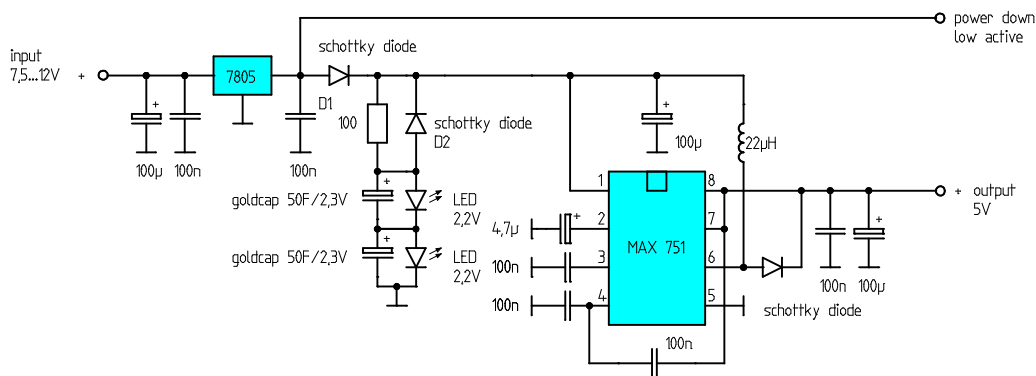 power down
low active
input
7,5...12V
+
7805
schottky diode
D1
+
100µ
100n
100n
100
schottky diode
D2
+
100µ
22µH
+
goldcap 50F/2,3V
LED
2,2V
+
goldcap 50F/2,3V
LED
2,2V
1
2
3
4
8
7
6
5
MAX 751
4,7µ
+
100n
100n
100n
+
output
5V
+
100n
100µ
schottky diode